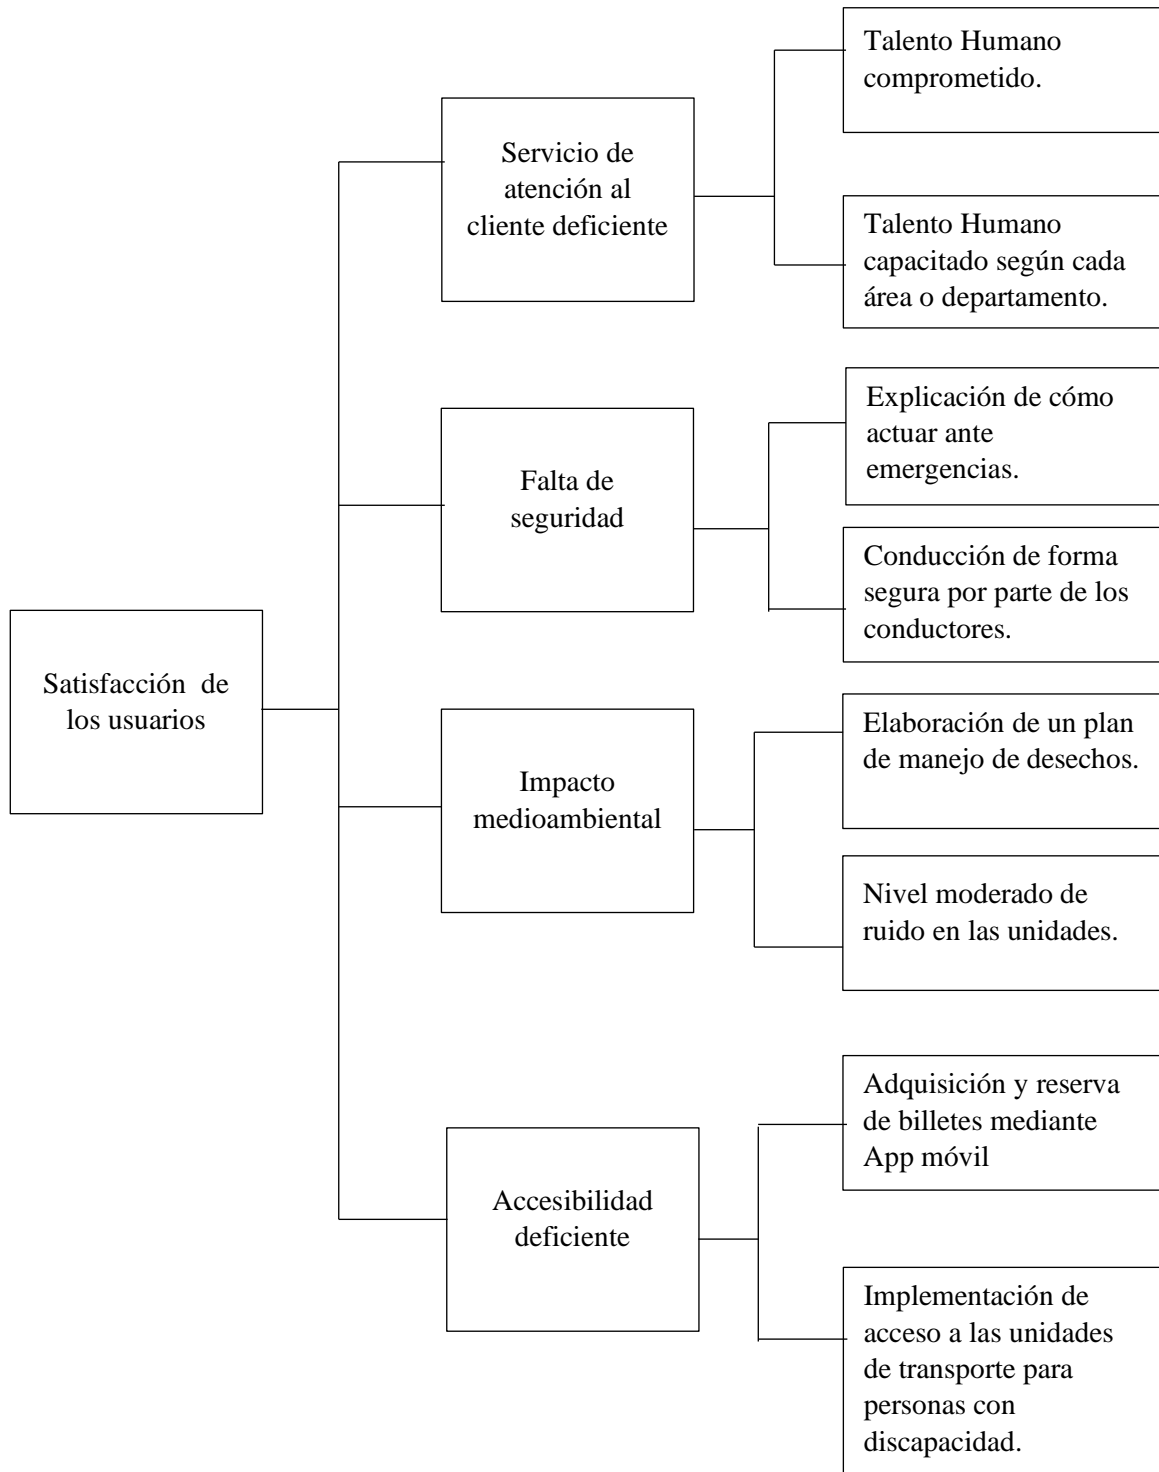 Talento Humano
comprometido.
Servicio de
atención al
cliente deficiente
Talento Humano
capacitado según cada
área o departamento.
Explicación de cómo
actuar ante
emergencias.
Falta de
seguridad
Conducción de forma
segura por parte de los
conductores.
Satisfacción  de
los usuarios
Elaboración de un plan
de manejo de desechos.
Impacto
medioambiental
Nivel moderado de
ruido en las unidades.
Adquisición y reserva
de billetes mediante
App móvil
Accesibilidad
deficiente
Implementación de
acceso a las unidades
de transporte para
personas con
discapacidad.